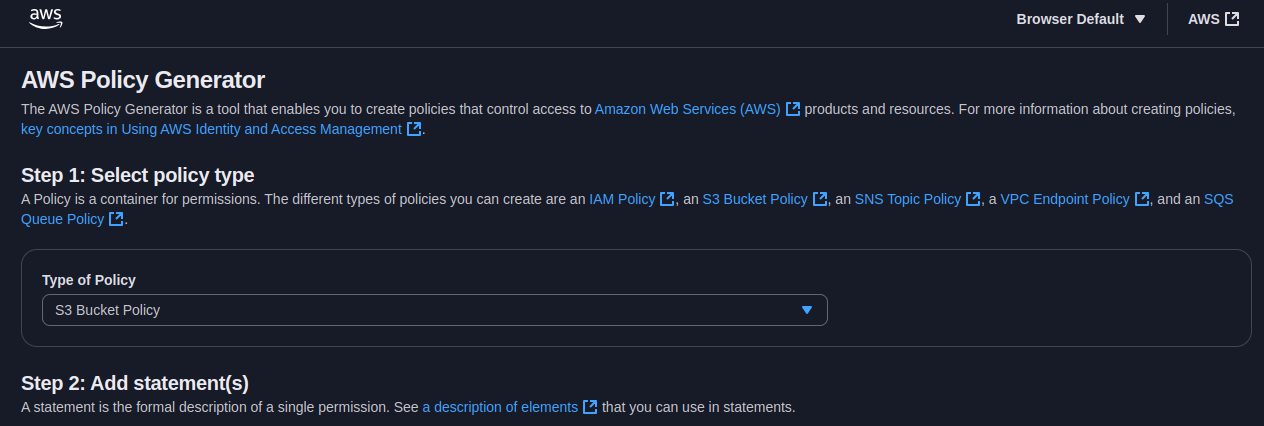 aws
Browser Default
AWS
AWS Policy Generator
The AWS Policy Generator is a tool that enables you to create policies that control access to Amazon Web Services (AWS) products and resources. For more information about creating policies,
key concepts in Using AWS Identity and Access Management.
Step 1: Select policy type
A Policy is a container for permissions. The different types of policies you can create are an IAM Policy, an S3 Bucket Policy, an SNS Topic Policy, a VPC Endpoint Policy, and an SQS
Queue Policy.
Type of Policy
S3 Bucket Policy
Step 2: Add statement(s)
A statement is the formal description of a single permission. See a description of elements that you can use in statements.